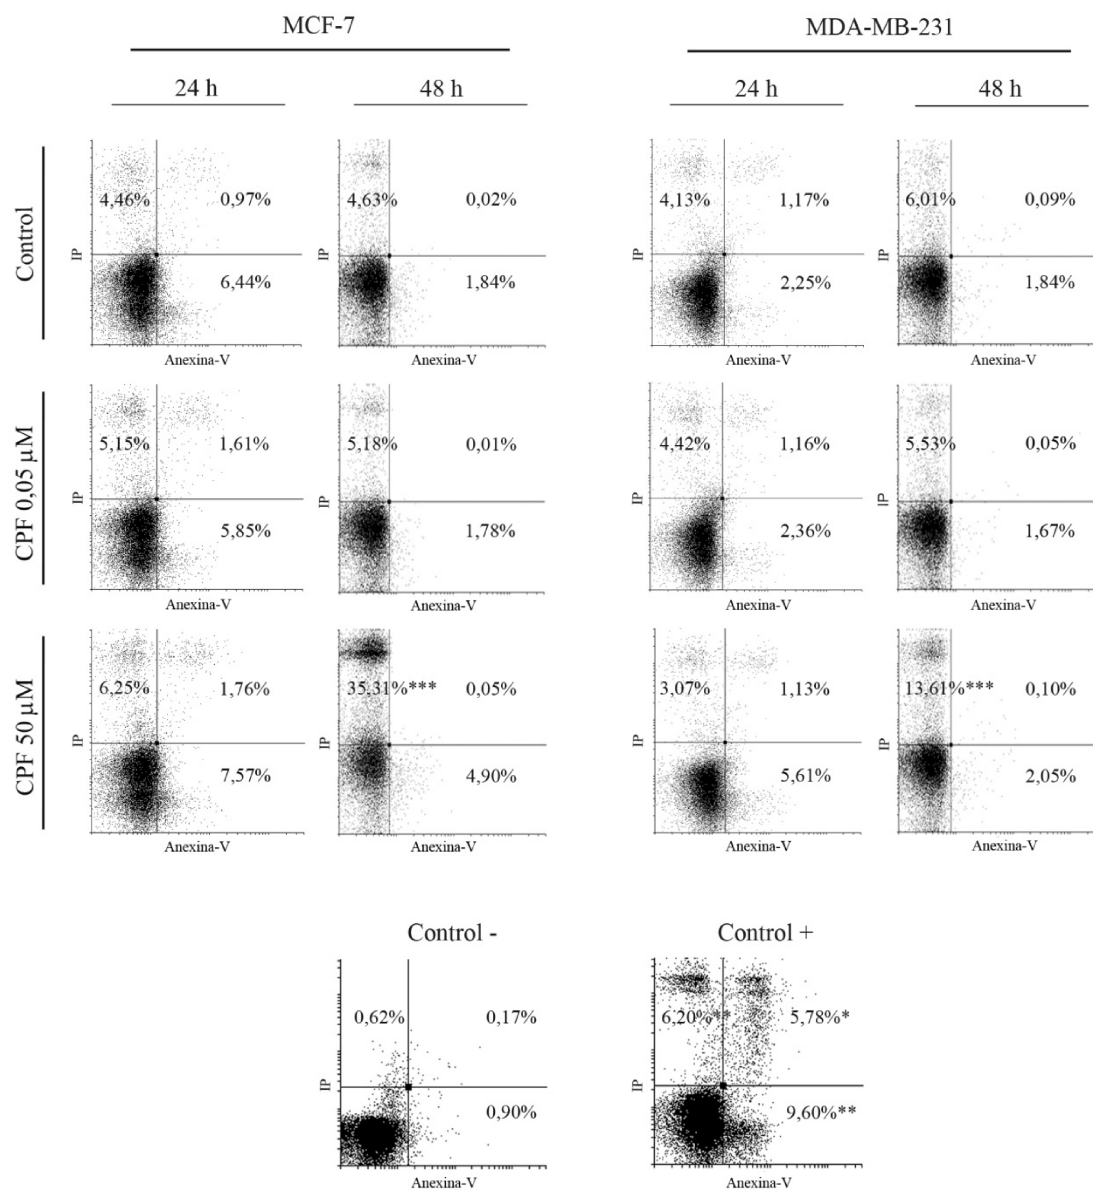 MCF-7 MDA-MB-231
24 h 48 h 24 h 48 h
Control
IP 4,46% 0,97% IP 4,63% 0,02% IP 4,13% 1,17% IP 6,01% 0,09%
6,44% 1,84% 2,25% 1,84%
Anexina-V Anexina-V Anexina-V Anexina-V
CPF 0,05 µM
IP 5,15% 1,61% IP 5,18% 0,01% IP 4,42% 1,16% IP 5,53% 0,05%
5,85% 1,78% 2,36% 1,67%
Anexina-V Anexina-V Anexina-V Anexina-V
CPF 50 µM
IP 6,25% 1,76% IP 35,31%*** 0,05% IP 3,07% 1,13% IP 13,61%*** 0,10%
7,57% 4,90% 5,61% 2,05%
Anexina-V Anexina-V Anexina-V Anexina-V
Control - Control +
IP 0,62% 0,17% IP 6,20%** 5,78%*
0,90% 9,60%**
Anexina-V Anexina-V